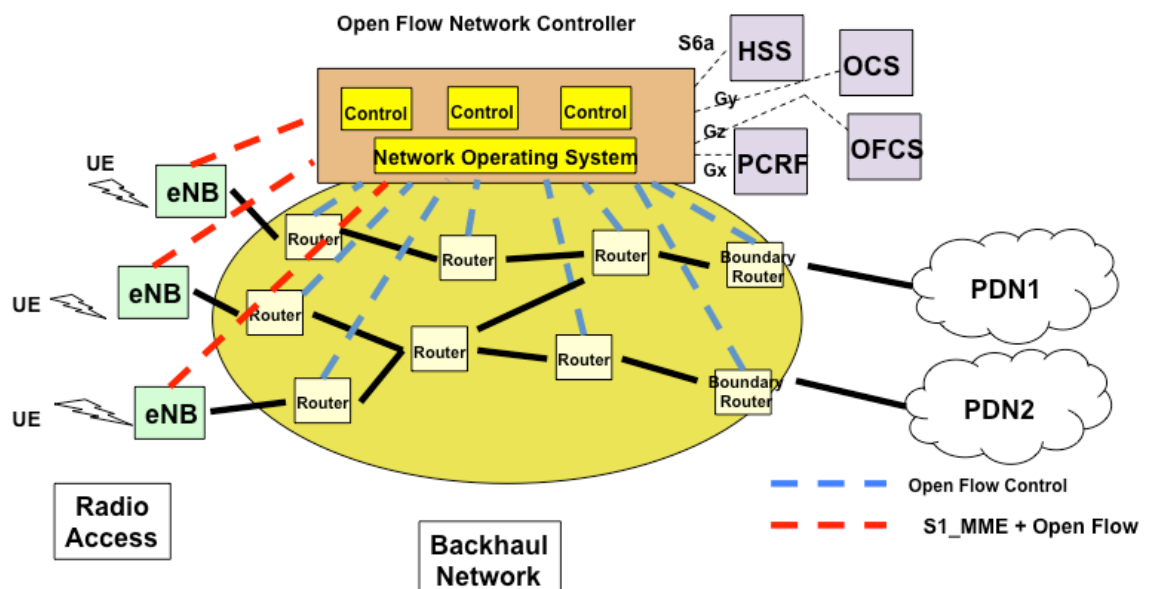 Open Flow Network Controller
S6a
HSS
OCS
Control
Control
Control
Gy
Gz
Network Operating System
Gx
PCRF
OFCS
UE
eNB
Router
Router
Router
Boundary
Router
PDN1
UE
eNB
Router
Router
Router
Boundary
Router
PDN2
UE
eNB
Router
Radio
Access
Backhaul
Network
Open Flow Control
S1_MME + Open Flow